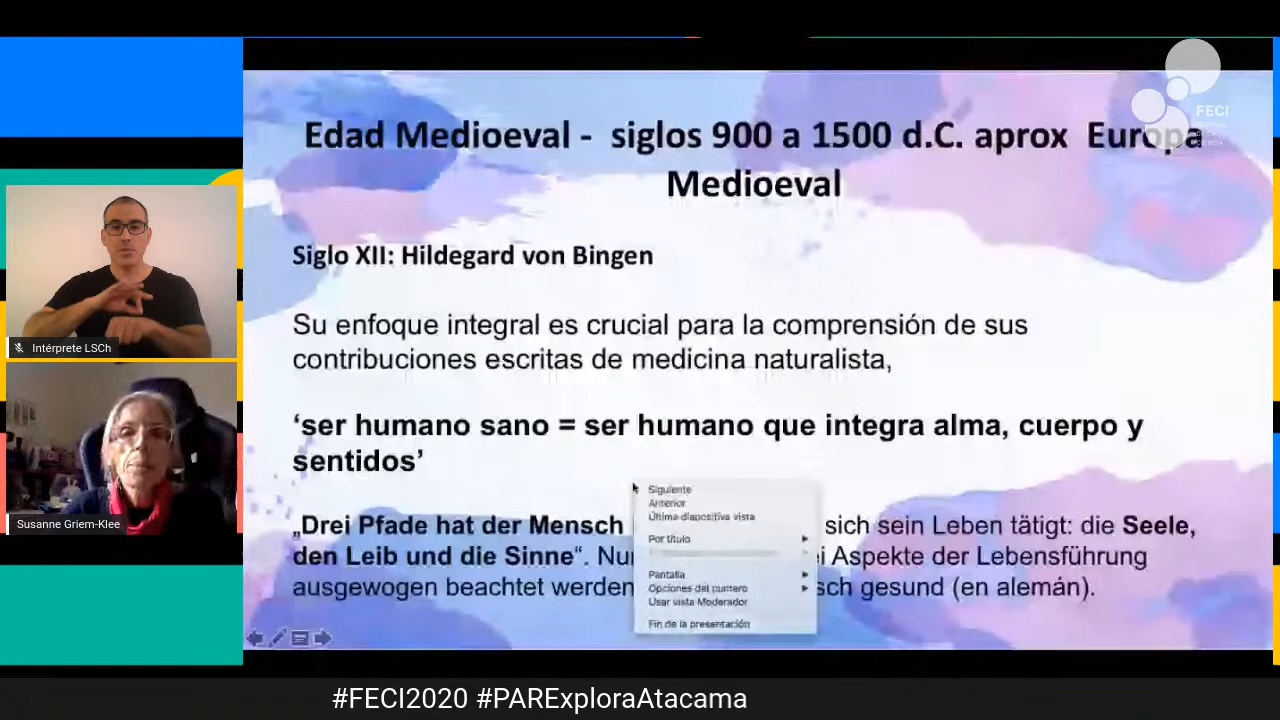 FECI
Edad Medioeval - siglos 900 a 1500 d.C. aprox Europa
Medioeval
Siglo XII: Hildegard von Bingen
Su enfoque integral es crucial para la comprensión de sus
contribuciones escritas de medicina naturalista,
‘ser humano sano = ser humano que integra alma, cuerpo y
sentidos’
„Drei Pfade hat der Mensch
sich sein Leben tätigt: die Seele,
den Leib und die Sinne“. Nur
Aspekte der Lebensführung
ausgewogen beachtet werden
gesund (en alemán).
Siguiente
Anterior
Última diapositiva vista
Por título
Pantalla
Opciones del puntero
Usar vista Moderador
Fin de la presentación
Intérprete LSCh
Susanne Griem-Klee
#FECI2020 #PARExploraAtacama